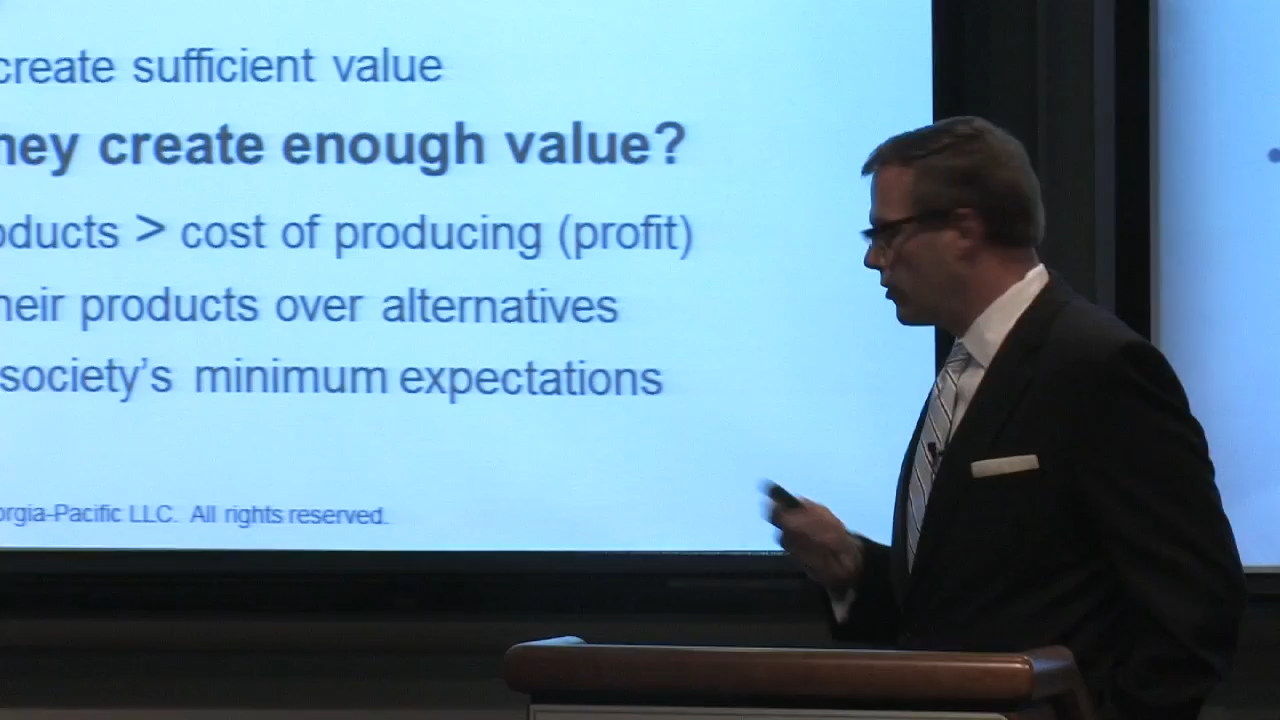 create sufficient value
hey create enough value?
oducts > cost of producing (profit)
heir products over alternatives
society's minimum expectations
orgia-Pacific LLC. All rights reserved.